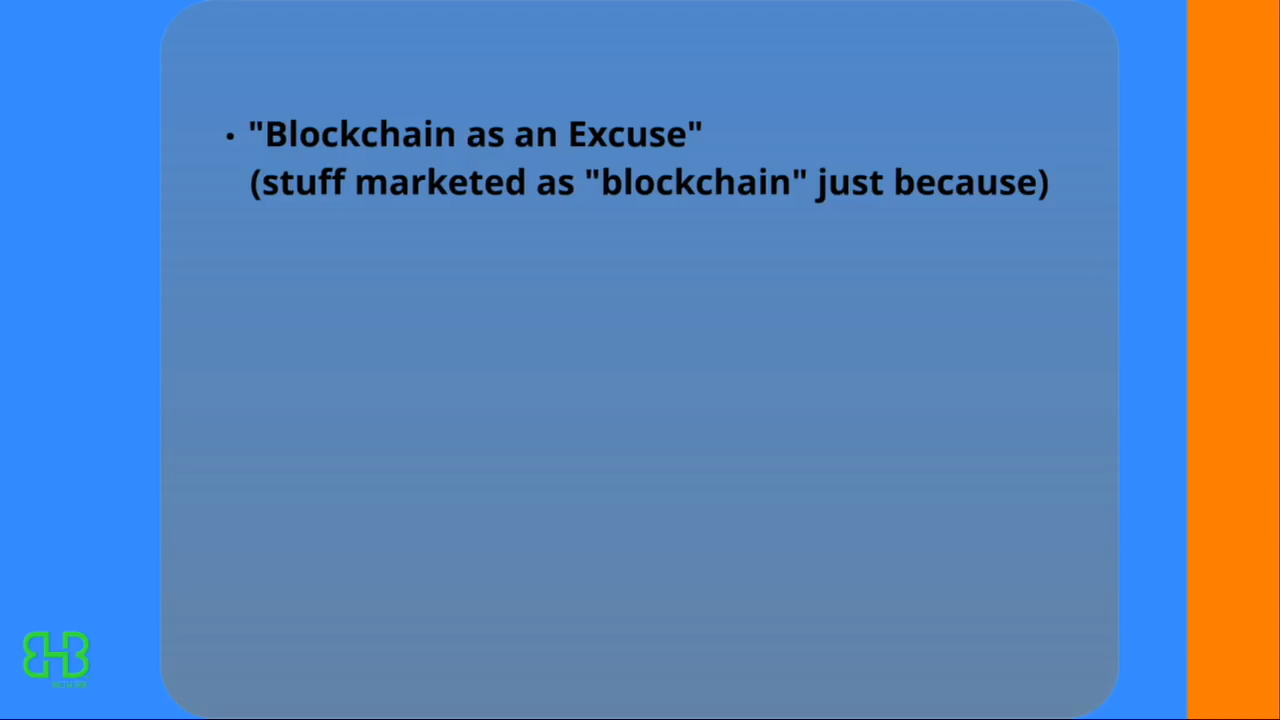 • "Blockchain as an Excuse"
(stuff marketed as "blockchain" just because)